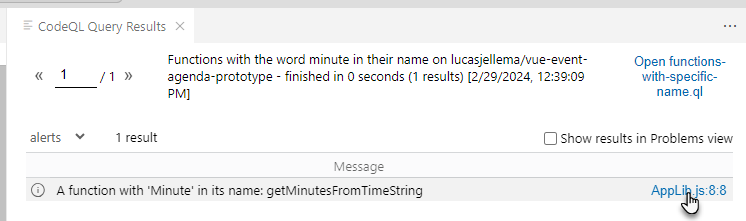 CodeQL Query Results
Functions with the word minute in their name on lucasjellema/vue-event-
agenda-prototype - finished in 0 seconds (1 results) [2/29/2024, 12:39:09
PM]
« 1 / 1 »
Open functions-
with-specific-
name.ql
alerts 1 result Show results in Problems view
Message
A function with 'Minute' in its name: getMinutesFromTimeString AppLib.js:8:8